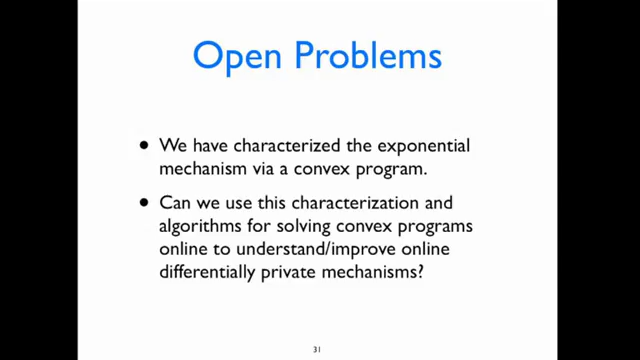 Open Problems
• We have characterized the exponential
mechanism via a convex program.
• Can we use this characterization and
algorithms for solving convex programs
online to understand/improve online
differentially private mechanisms?
31